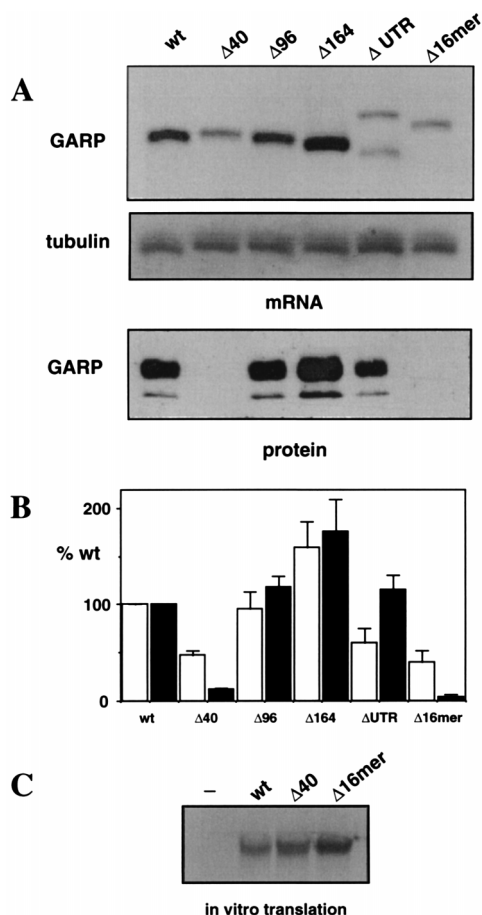 wt Δ40 Δ96 Δ164 Δ UTR Δ16mer
A
GARP
tubulin
mRNA
GARP
protein
B
200
% wt
100
0
wt Δ40 Δ96 Δ164 ΔUTR Δ16mer
C
– wt Δ40 Δ16mer
in vitro translation